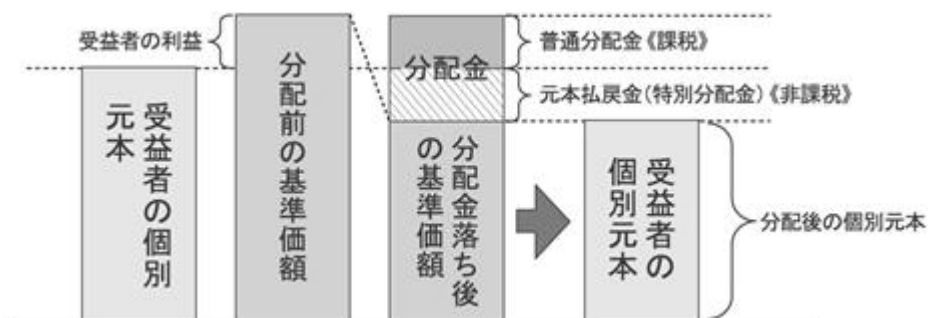 受益者の利益
受益者の個別
元本
分配前の基準価額
分配金
分配金落ち後
の基準価額
普通分配金《課税》
元本払戻金(特別分配金)《非課税》
受益者の
個別元本
分配後の個別元本